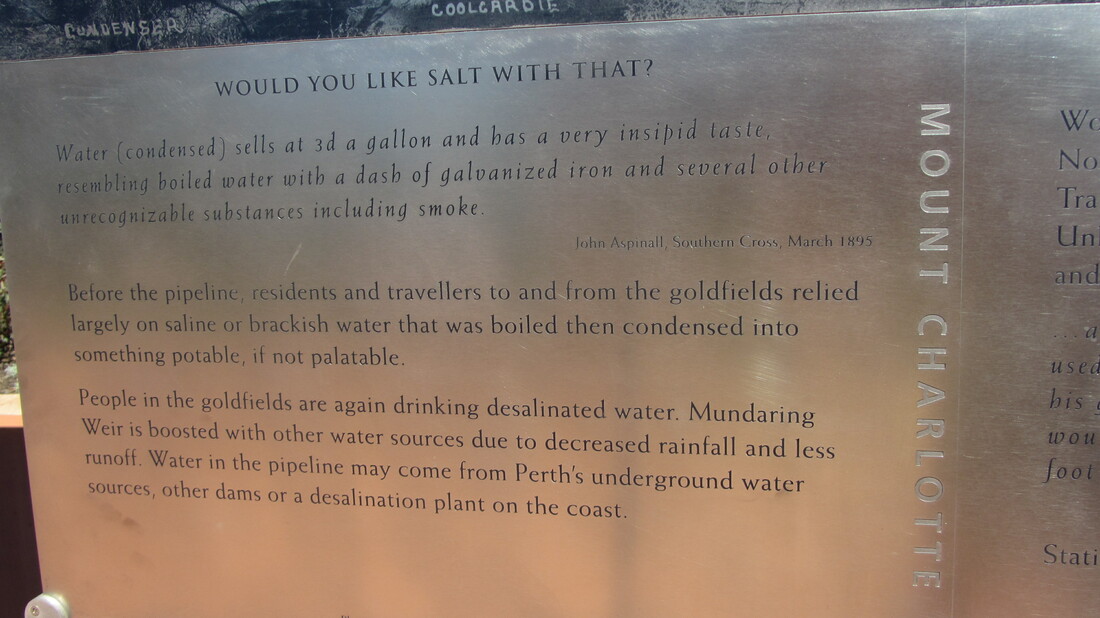 CONDENSER
COOLGARDIE
WOULD YOU LIKE SALT WITH THAT?
Water (condensed) sells at 3d a gallon and has a very insipid taste,
resembling boiled water with a dash of galvanized iron and several other
unrecognizable substances including smoke.
John Aspinall, Southern Cross, March 1895
Before the pipeline, residents and travellers to and from the goldfields relied
largely on saline or brackish water that was boiled then condensed into
something potable, if not palatable.
People in the goldfields are again drinking desalinated water. Mundaring
Weir is boosted with other water sources due to decreased rainfall and less
runoff. Water in the pipeline may come from Perth's underground water
sources, other dams or a desalination plant on the coast.
MOUNT CHARLOTTE
No
and
used
his
foot